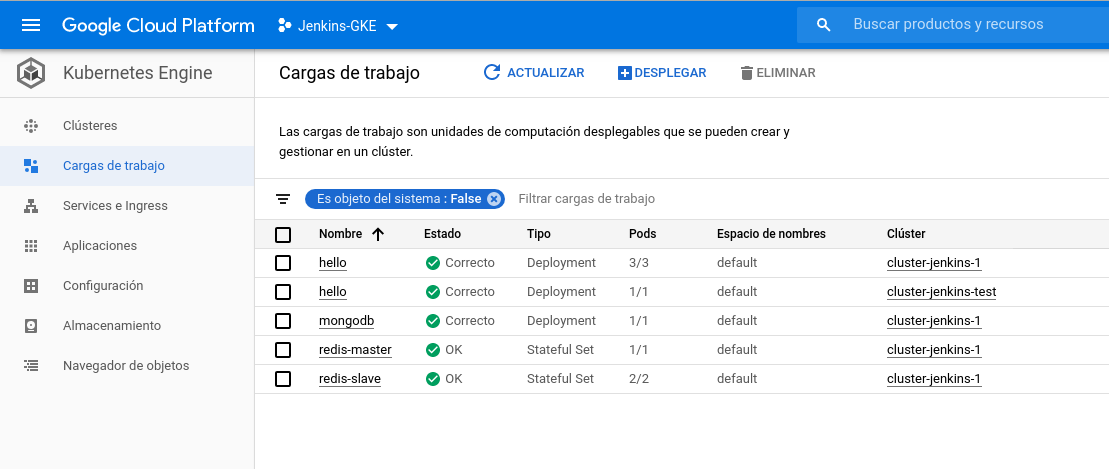 Google Cloud Platform
Jenkins-GKE
Buscar productos y recursos
Kubernetes Engine
Cargas de trabajo
ACTUALIZAR
DESPLEGAR
ELIMINAR
Clústeres
Cargas de trabajo
Services e Ingress
Aplicaciones
Configuración
Almacenamiento
Navegador de objetos
Las cargas de trabajo son unidades de computación desplegables que se pueden crear y
gestionar en un clúster.
Es objeto del sistema : False
Filtrar cargas de trabajo
Nombre Estado Tipo Pods Espacio de nombres Clúster
hello Correcto Deployment 3/3 default cluster-jenkins-1
hello Correcto Deployment 1/1 default cluster-jenkins-test
mongodb Correcto Deployment 1/1 default cluster-jenkins-1
redis-master OK Stateful Set 1/1 default cluster-jenkins-1
redis-slave OK Stateful Set 2/2 default cluster-jenkins-1